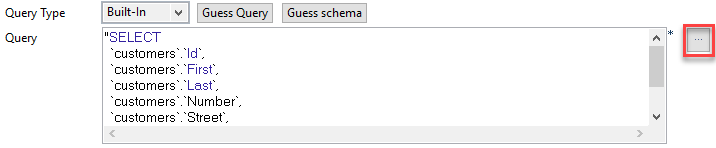 Query Type Built-In Guess Query Guess schema
Query "SELECT * ...
`customers`.`Id`,
`customers`.`First`,
`customers`.`Last`,
`customers`.`Number`,
`customers`.`Street`,